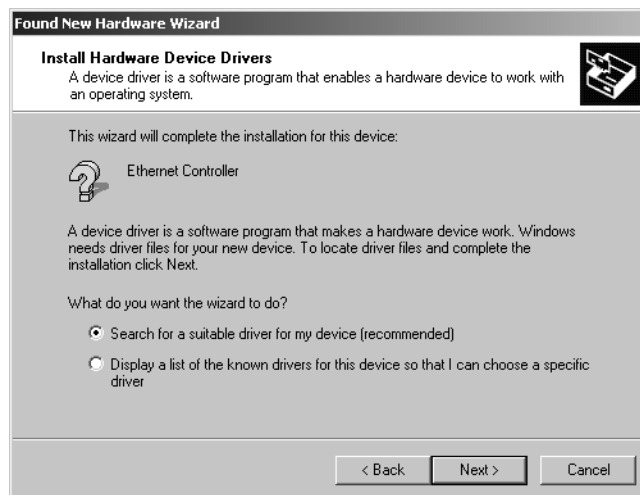 Found New Hardware Wizard
Install Hardware Device Drivers
A device driver is a software program that enables a hardware device to work with
an operating system.
This wizard will complete the installation for this device:
Ethernet Controller
A device driver is a software program that makes a hardware device work. Windows
needs driver files for your new device. To locate driver files and complete the
installation click Next.
What do you want the wizard to do?
Search for a suitable driver for my device (recommended)
Display a list of the known drivers for this device so that I can choose a specific
driver
< Back
Next >
Cancel